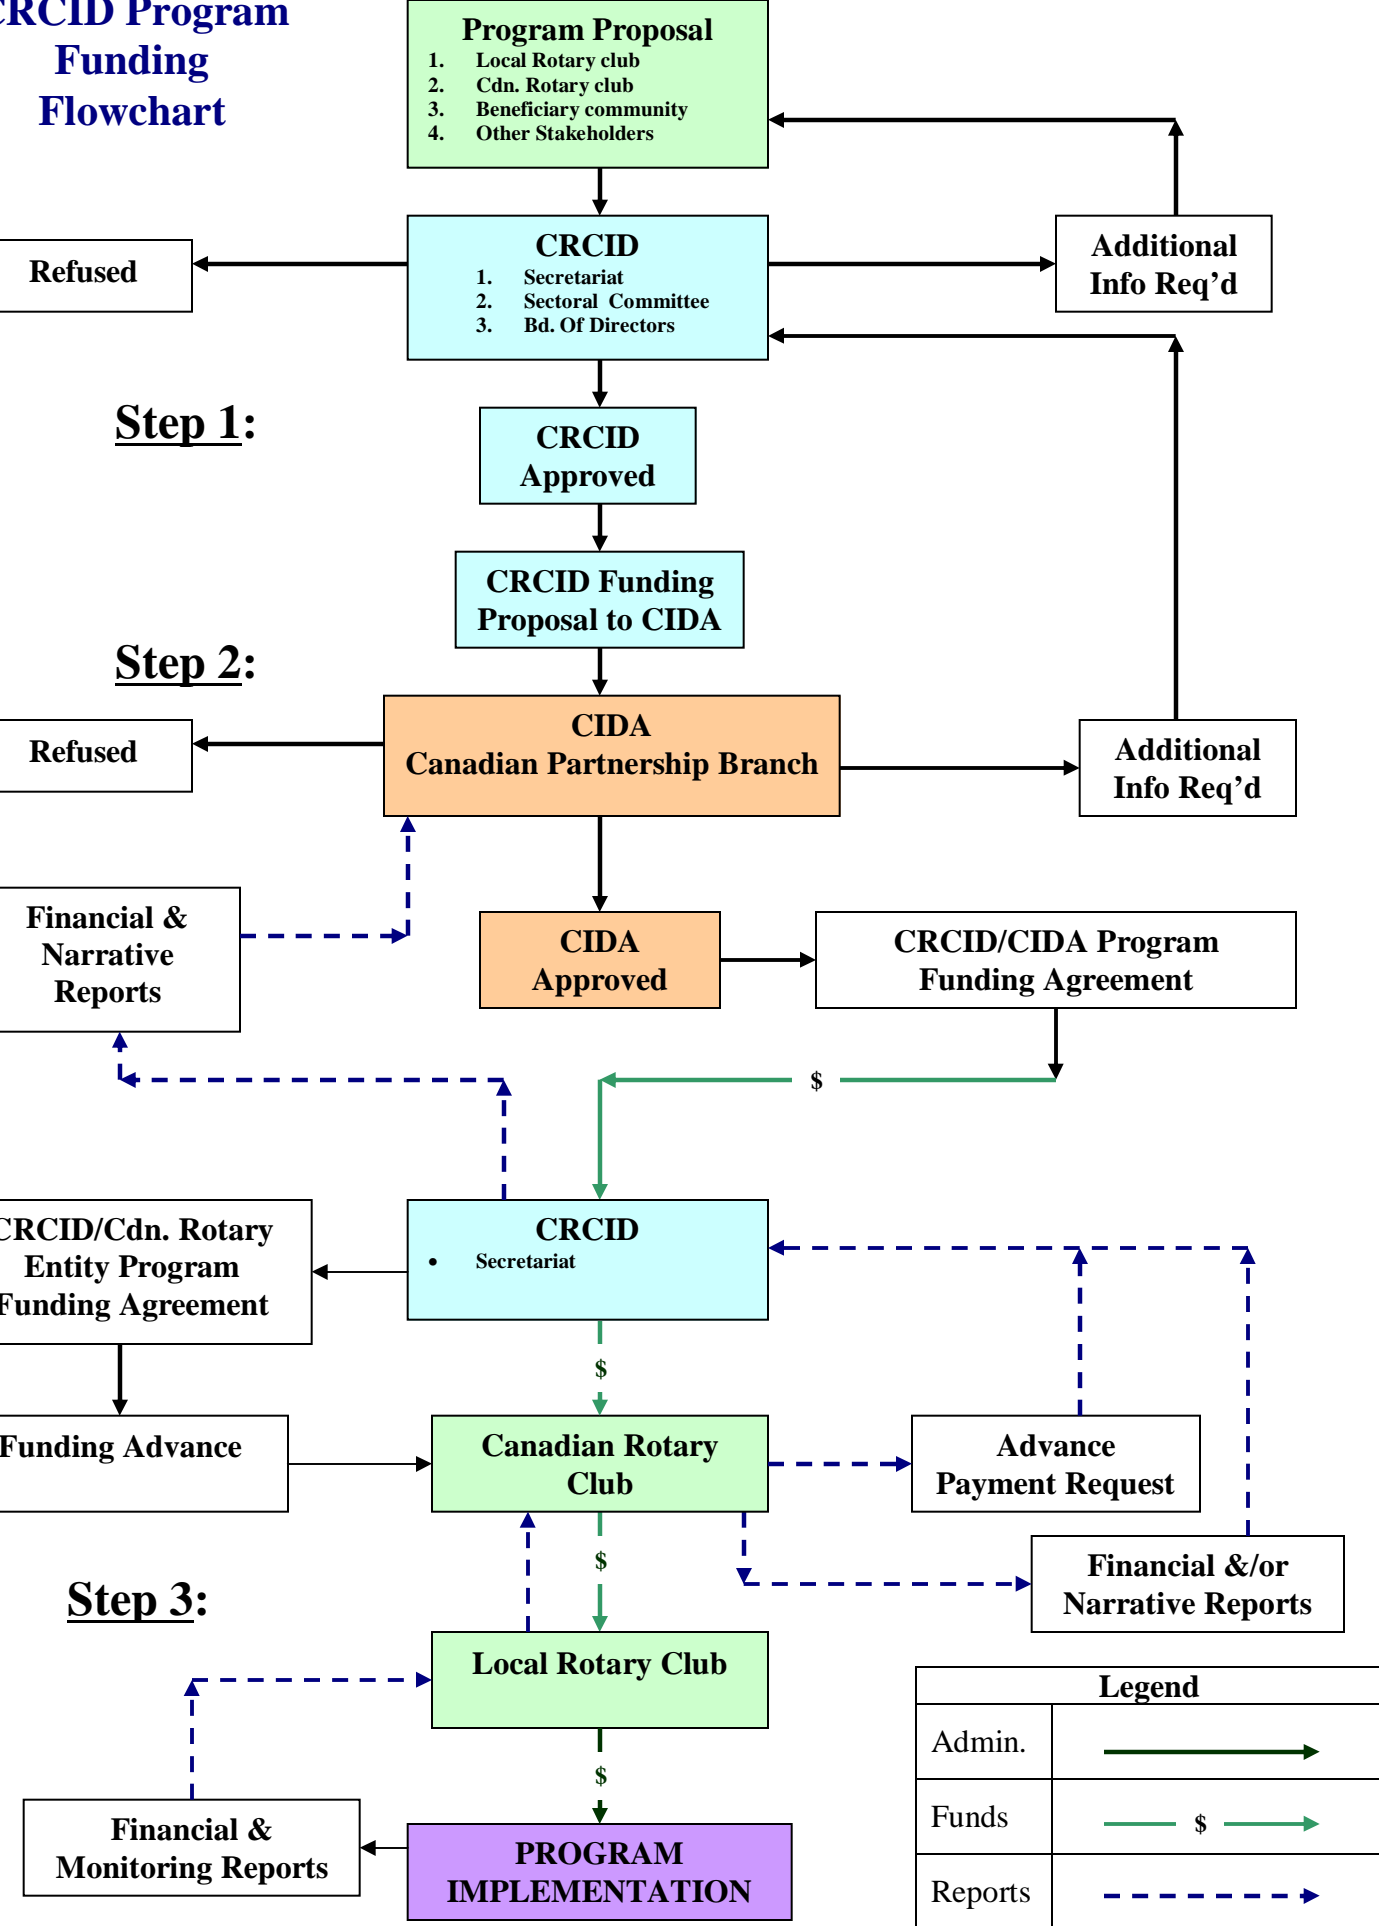 CRCID Program
Funding
Flowchart
Program Proposal
1. Local Rotary club
2. Cdn. Rotary club
3. Beneficiary community
4. Other Stakeholders
Refused
CRCID
1. Secretariat
2. Sectoral Committee
3. Bd. Of Directors
Additional
Info Req’d
Step 1:
CRCID
Approved
CRCID Funding
Proposal to CIDA
Step 2:
Refused
CIDA
Canadian Partnership Branch
Additional
Info Req’d
Financial &
Narrative
Reports
CIDA
Approved
CRCID/CIDA Program
Funding Agreement
$
CRCID/Cdn. Rotary
Entity Program
Funding Agreement
CRCID
• Secretariat
$
Funding Advance
Canadian Rotary
Club
Advance
Payment Request
$
Financial &/or
Narrative Reports
Step 3:
Local Rotary Club
$
Financial &
Monitoring Reports
PROGRAM
IMPLEMENTATION
Legend
Admin.
Funds $
Reports